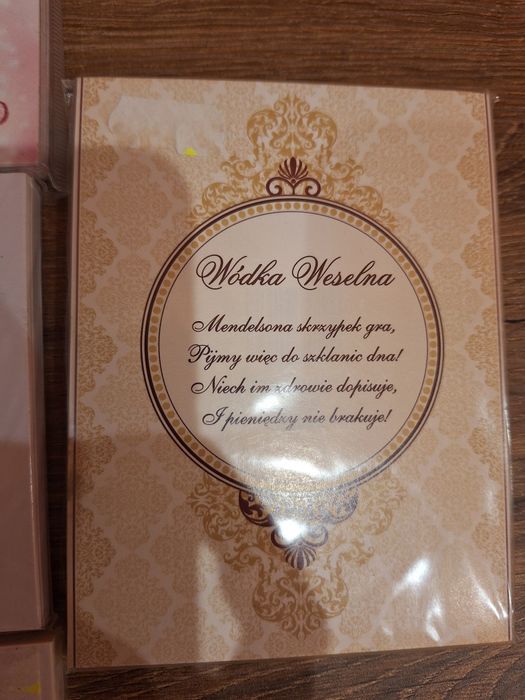 Wódka Weselna
Mendelsona skrzypek gra,
Pijmy więc do szklanic dna!
Niech im zdrowie dopisuje,
I pieniędzy nie brakuje!